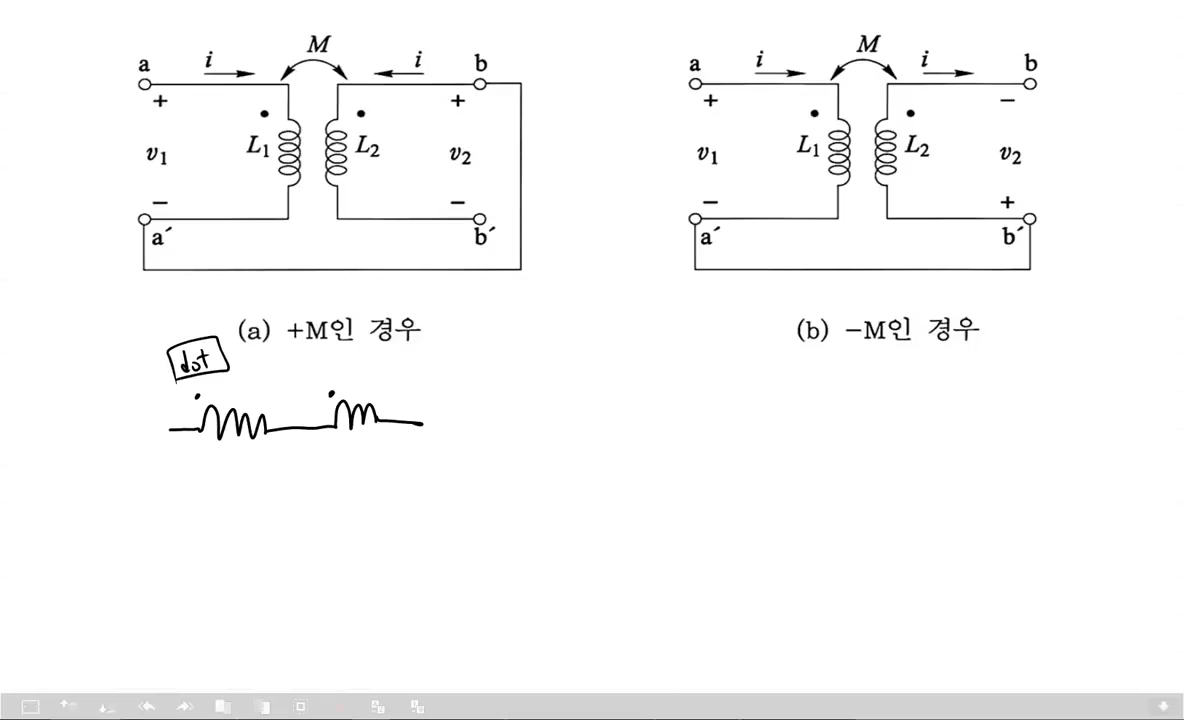 M
a
i
i
b
+
+
v₁
L₁
L₂
v₂
−
−
a´
b´
(a) +M인 경우
M
a
i
i
b
+
−
v₁
L₁
L₂
v₂
−
+
a´
b´
(b) −M인 경우
dot